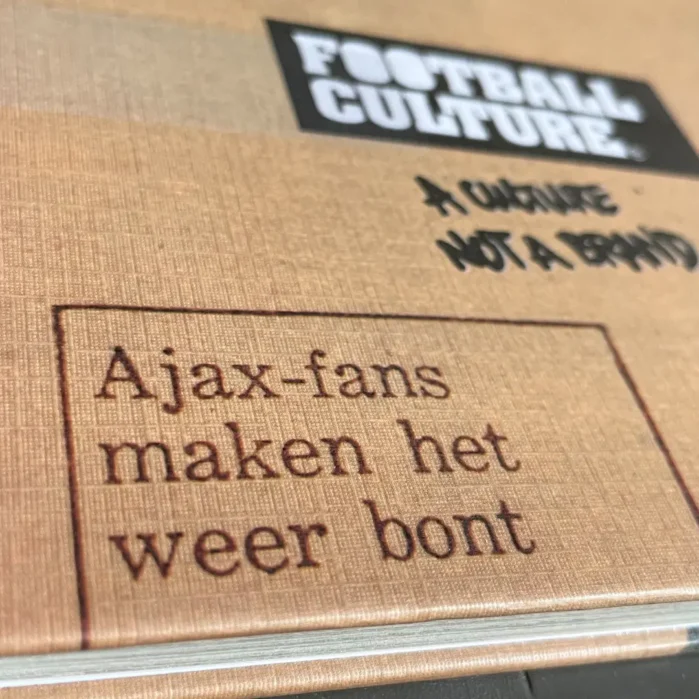 FOOTBALL
CULTURE
A CULTURE
NOT A BRAND
Ajax-fans
maken het
weer bont